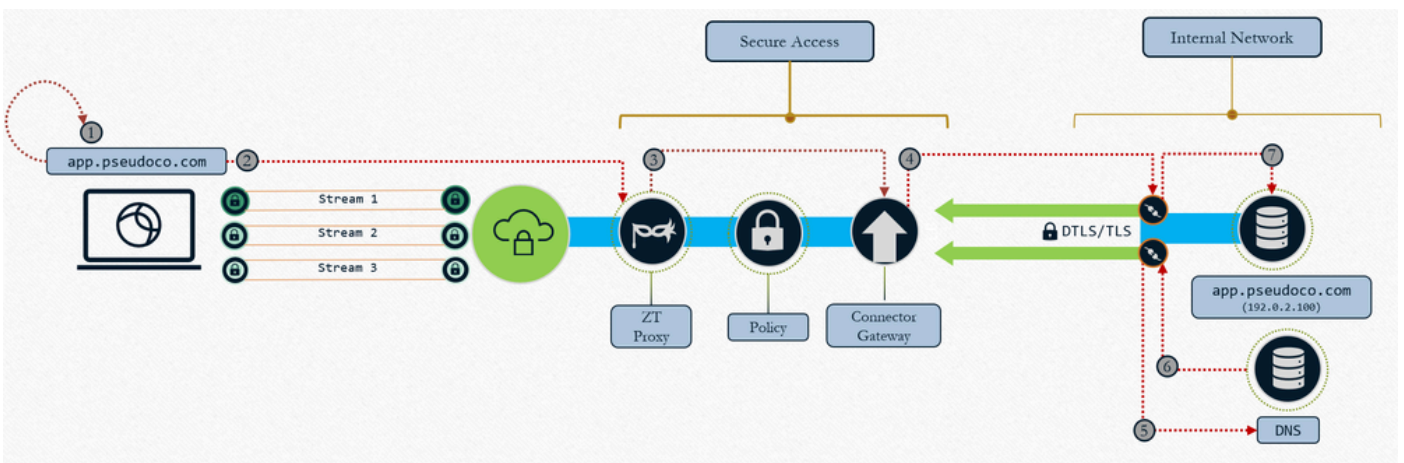 Secure Access
Internal Network
1
app.pseudoco.com
2
3
4
7
Stream 1
Stream 2
Stream 3
DTLS/TLS
app.pseudoco.com
(192.0.2.100)
ZT
Proxy
Policy
Connector
Gateway
6
5
DNS